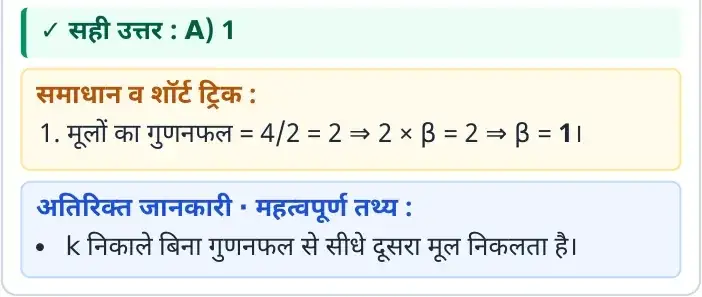 ✓ सही उत्तर : A) 1
समाधान व शॉर्ट ट्रिक :
1. मूलों का गुणनफल = 4/2 = 2 ⇒ 2 × β = 2 ⇒ β = 1।
अतिरिक्त जानकारी · महत्वपूर्ण तथ्य :
• k निकाले बिना गुणनफल से सीधे दूसरा मूल निकलता है।